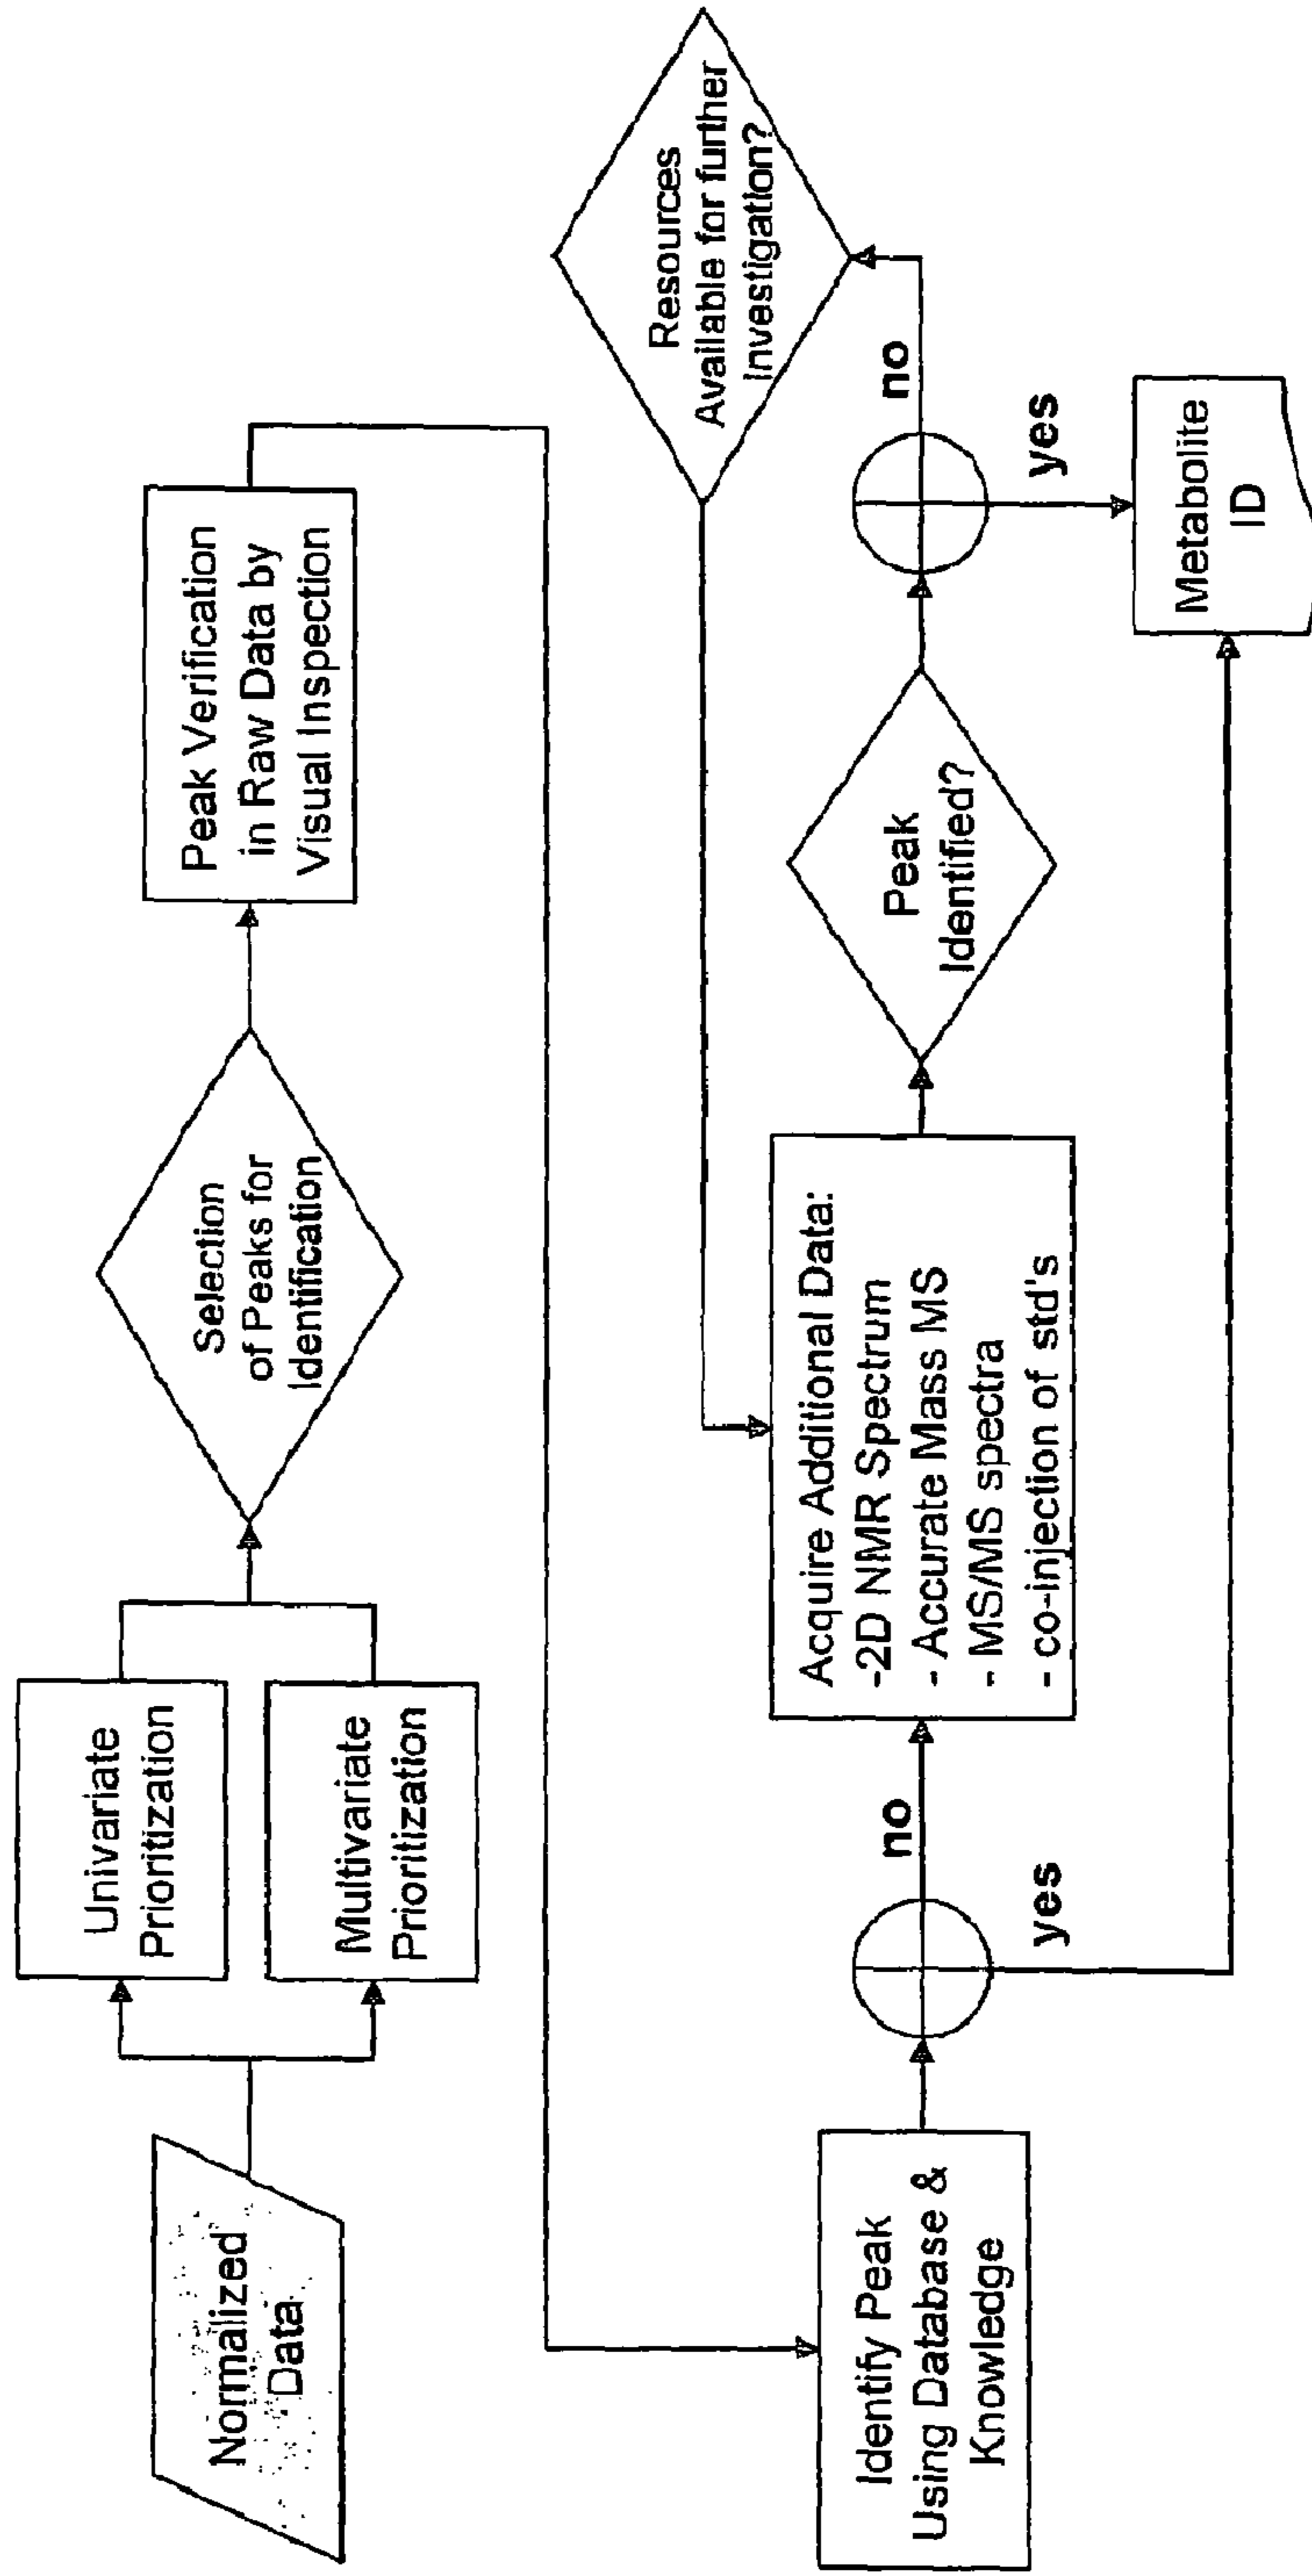 Normalized
Data
Univariate
Prioritization
Multivariate
Prioritization
Selection
of Peaks for
Identification
Peak Verification
in Raw Data by
Visual Inspection
Identify Peak
Using Database &
Knowledge
no
yes
Acquire Additional Data:
-2D NMR Spectrum
- Accurate Mass MS
- MS/MS spectra
- co-injection of std's
Peak
Identified?
no
yes
Resources
Available for further
Investigation?
Metabolite
ID